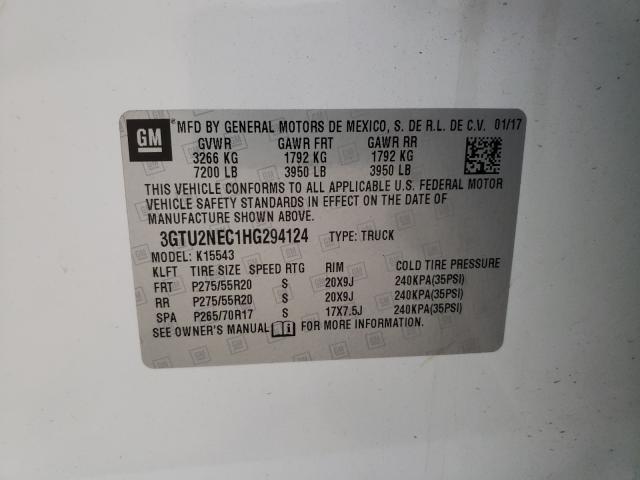 GM
MFD BY GENERAL MOTORS DE MEXICO, S. DE R.L. DE C.V. 01/17
GVWR GAWR FRT GAWR RR
3266 KG 1792 KG 1792 KG
7200 LB 3950 LB 3950 LB
THIS VEHICLE CONFORMS TO ALL APPLICABLE U.S. FEDERAL MOTOR
VEHICLE SAFETY STANDARDS IN EFFECT ON THE DATE OF
MANUFACTURE SHOWN ABOVE.
3GTU2NEC1HG294124 TYPE: TRUCK
MODEL: K15543
KLFT TIRE SIZE SPEED RTG RIM COLD TIRE PRESSURE
FRT P275/55R20 S 20X9J 240KPA(35PSI)
RR P275/55R20 S 20X9J 240KPA(35PSI)
SPA P265/70R17 S 17X7.5J 240KPA(35PSI)
SEE OWNER'S MANUAL FOR MORE INFORMATION.